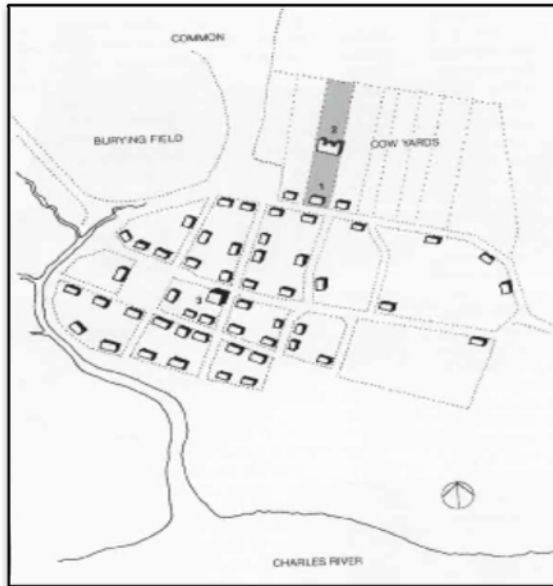 COMMON
2
BURYING FIELD
COW YARDS
1
3
CHARLES RIVER